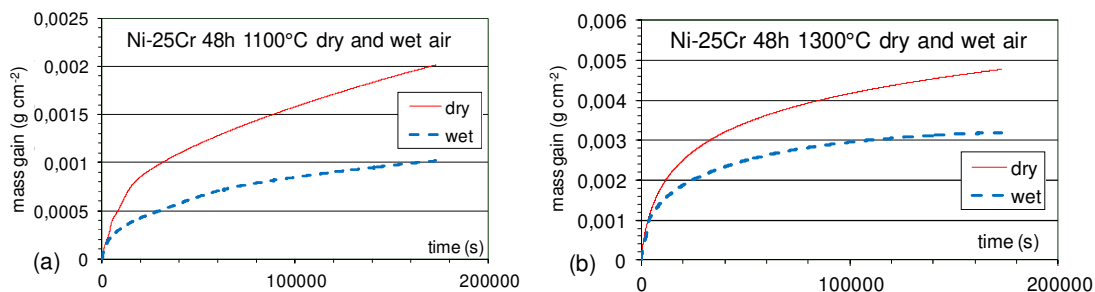 Ni-25Cr 48h 1100°C dry and wet air
mass gain (g cm-2)
0,0025
0,002
0,0015
0,001
0,0005
0
dry
wet
time (s)
0
100000
200000
(a)
Ni-25Cr 48h 1300°C dry and wet air
mass gain (g cm-2)
0,006
0,005
0,004
0,003
0,002
0,001
0
dry
wet
time (s)
0
100000
200000
(b)